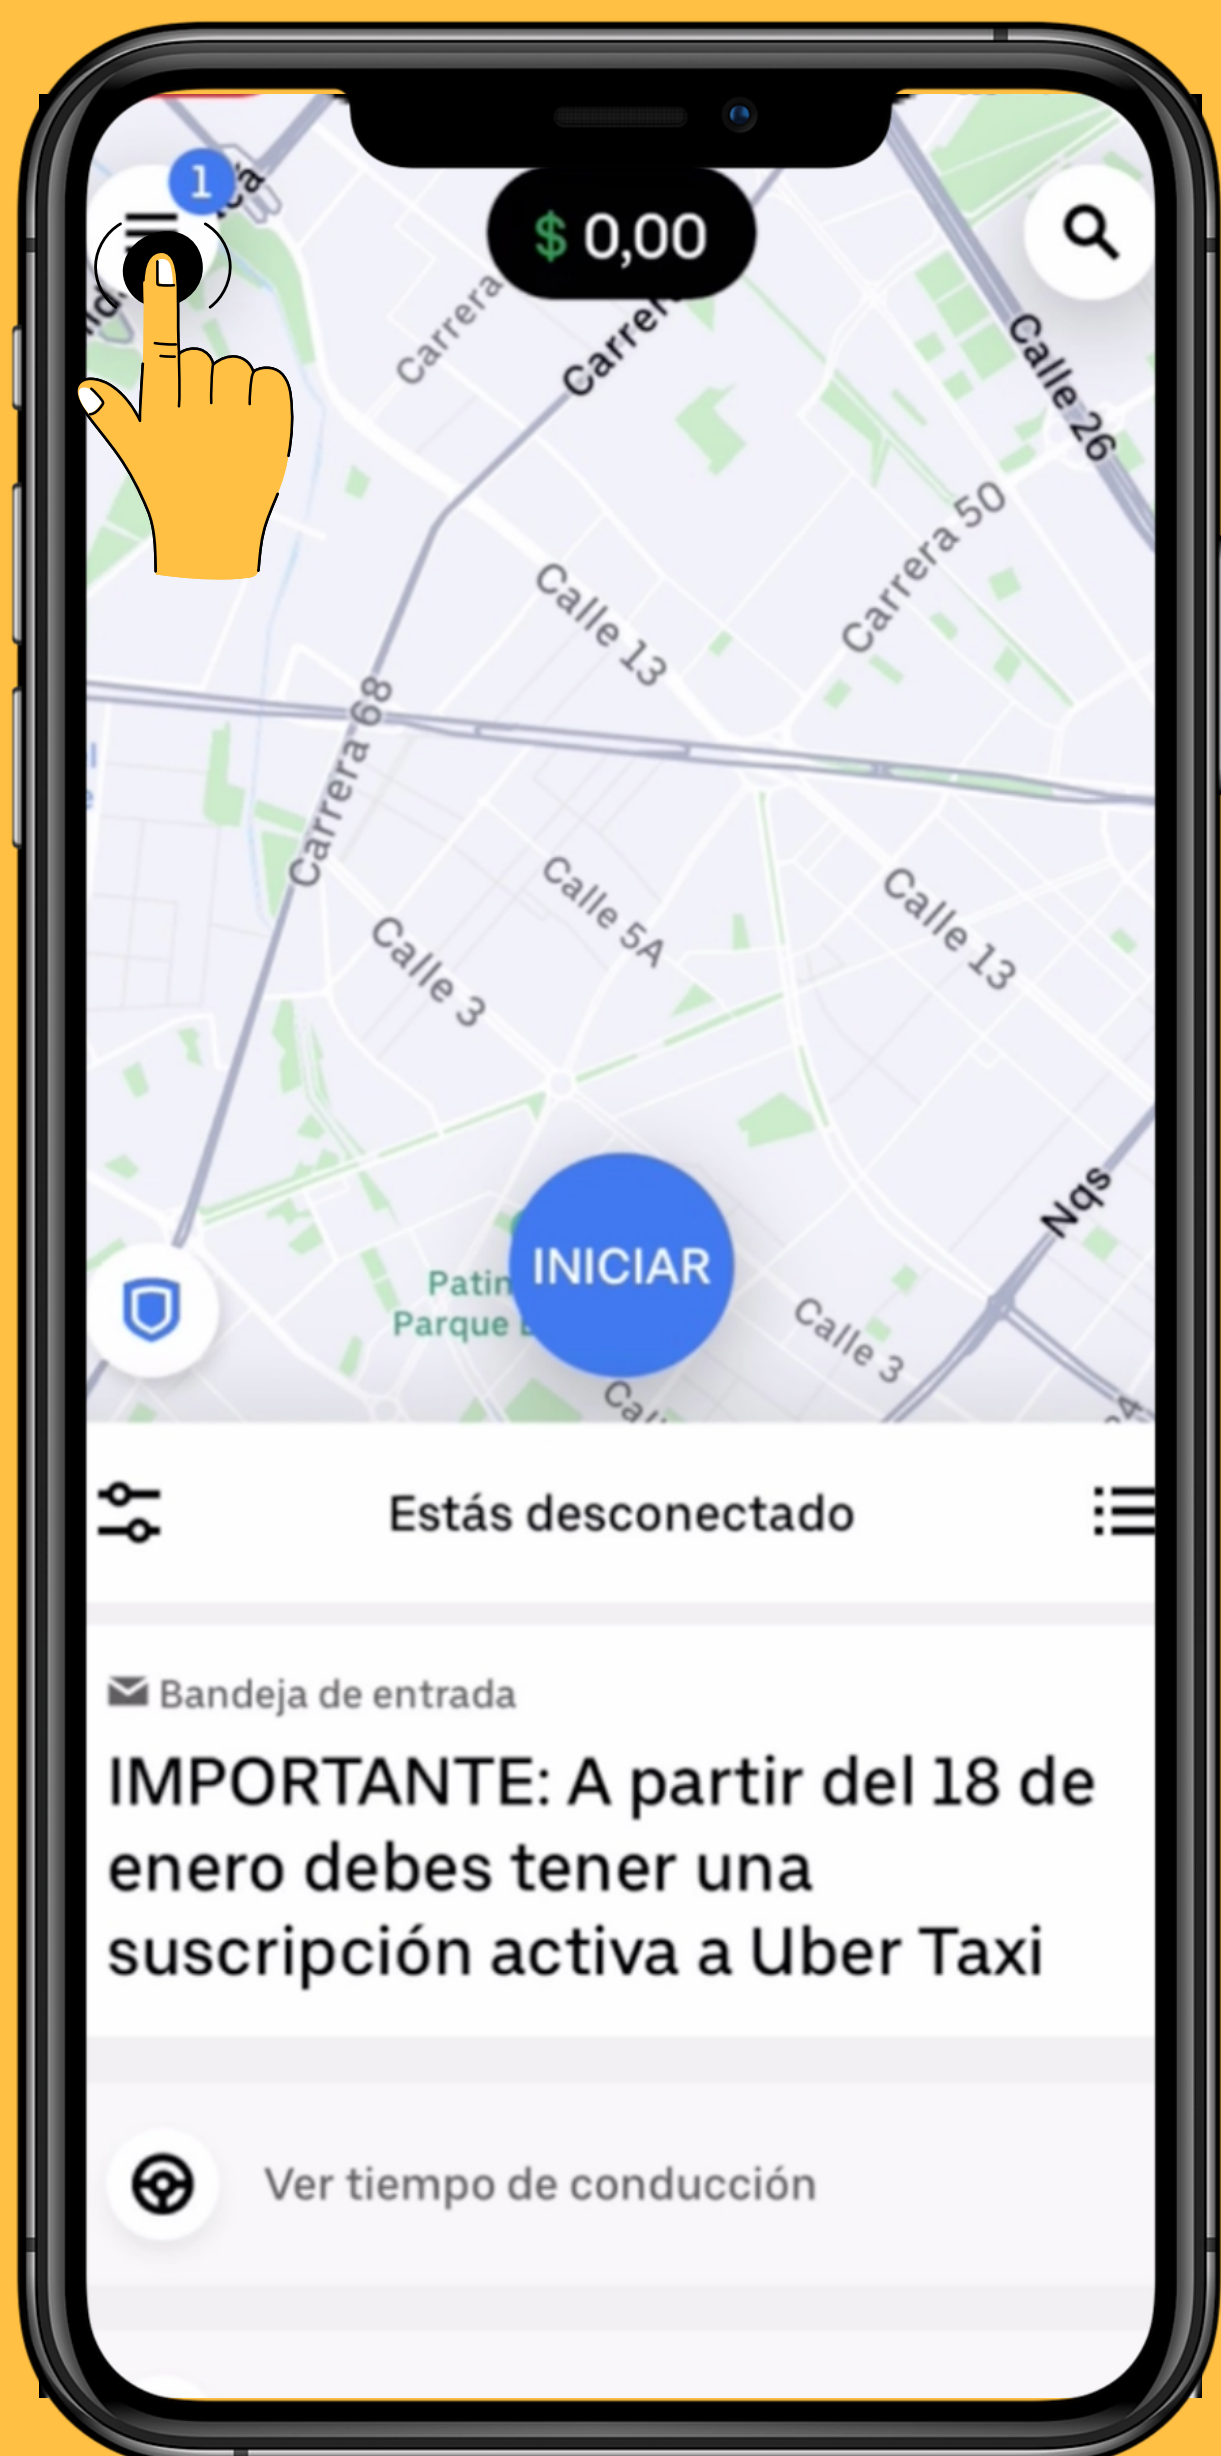 1
$ 0,00
Carrera
Calle 26
Carrera 50
Calle 13
Carrera 68
Calle 5A
Calle 13
Calle 3
Nqs
INICIAR
Parque
Calle 3
Estás desconectado
Bandeja de entrada
IMPORTANTE: A partir del 18 de
enero debes tener una
suscripción activa a Uber Taxi
Ver tiempo de conducción